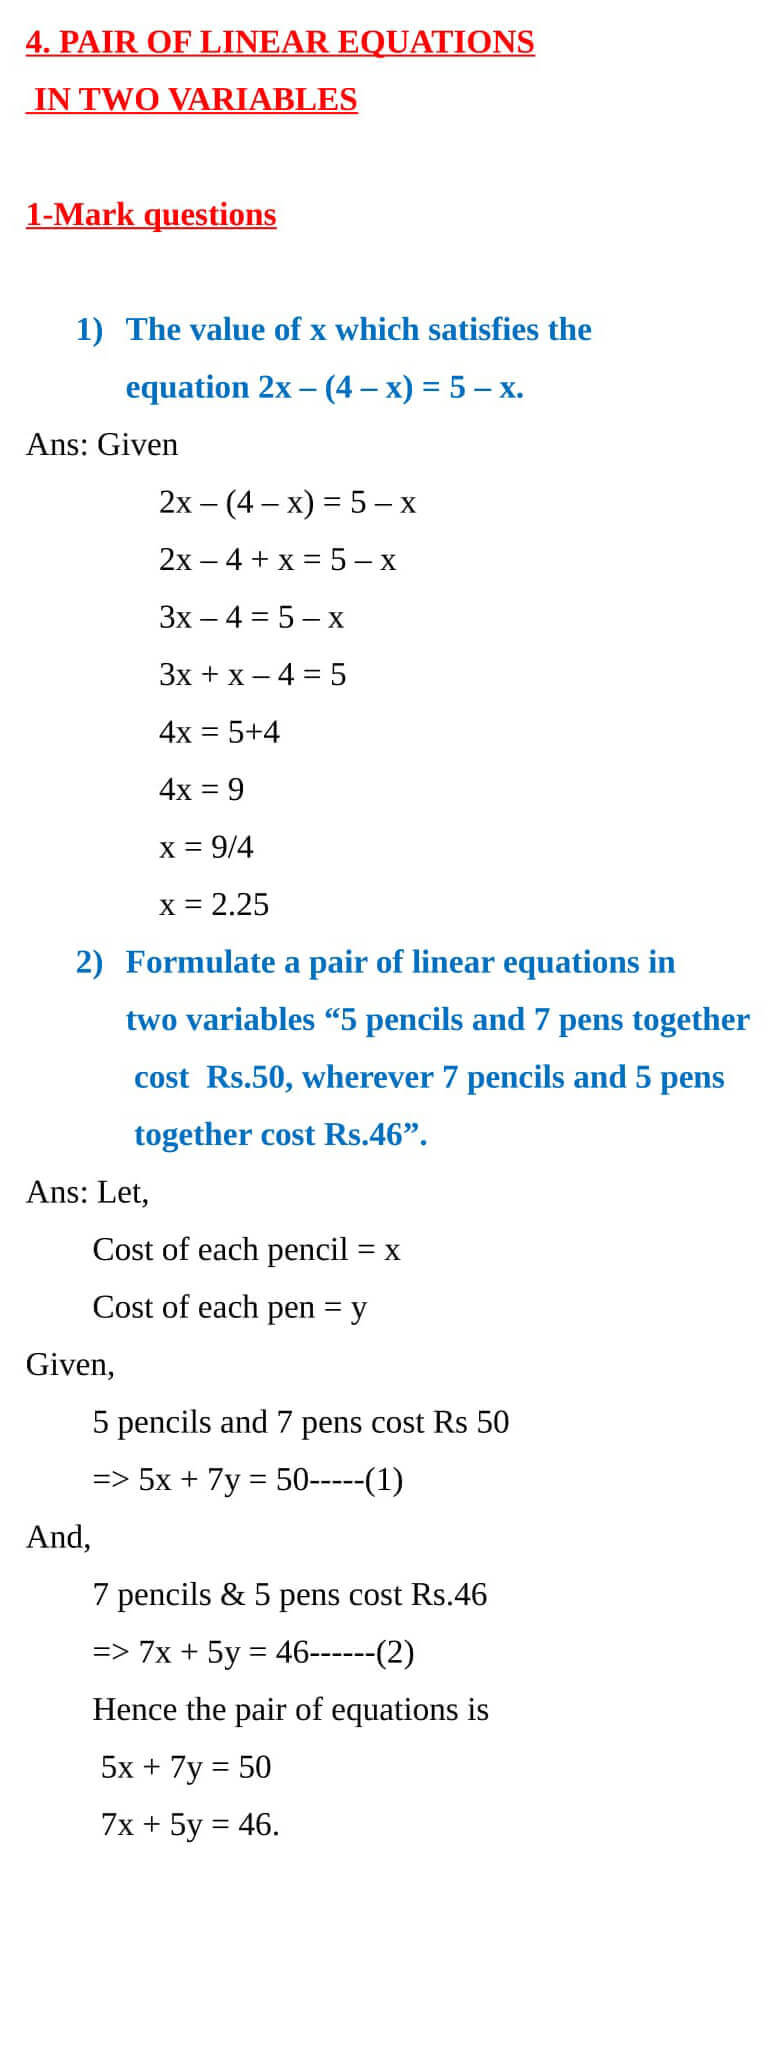 4. PAIR OF LINEAR EQUATIONS
IN TWO VARIABLES
1-Mark questions
1) The value of x which satisfies the
equation 2x – (4 – x) = 5 – x.
Ans: Given
2x – (4 – x) = 5 – x
2x – 4 + x = 5 – x
3x – 4 = 5 – x
3x + x – 4 = 5
4x = 5+4
4x = 9
x = 9/4
x = 2.25
2) Formulate a pair of linear equations in
two variables “5 pencils and 7 pens together
cost  Rs.50, wherever 7 pencils and 5 pens
together cost Rs.46”.
Ans: Let,
Cost of each pencil = x
Cost of each pen = y
Given,
5 pencils and 7 pens cost Rs 50
=> 5x + 7y = 50-----(1)
And,
7 pencils & 5 pens cost Rs.46
=> 7x + 5y = 46------(2)
Hence the pair of equations is
5x + 7y = 50
7x + 5y = 46.